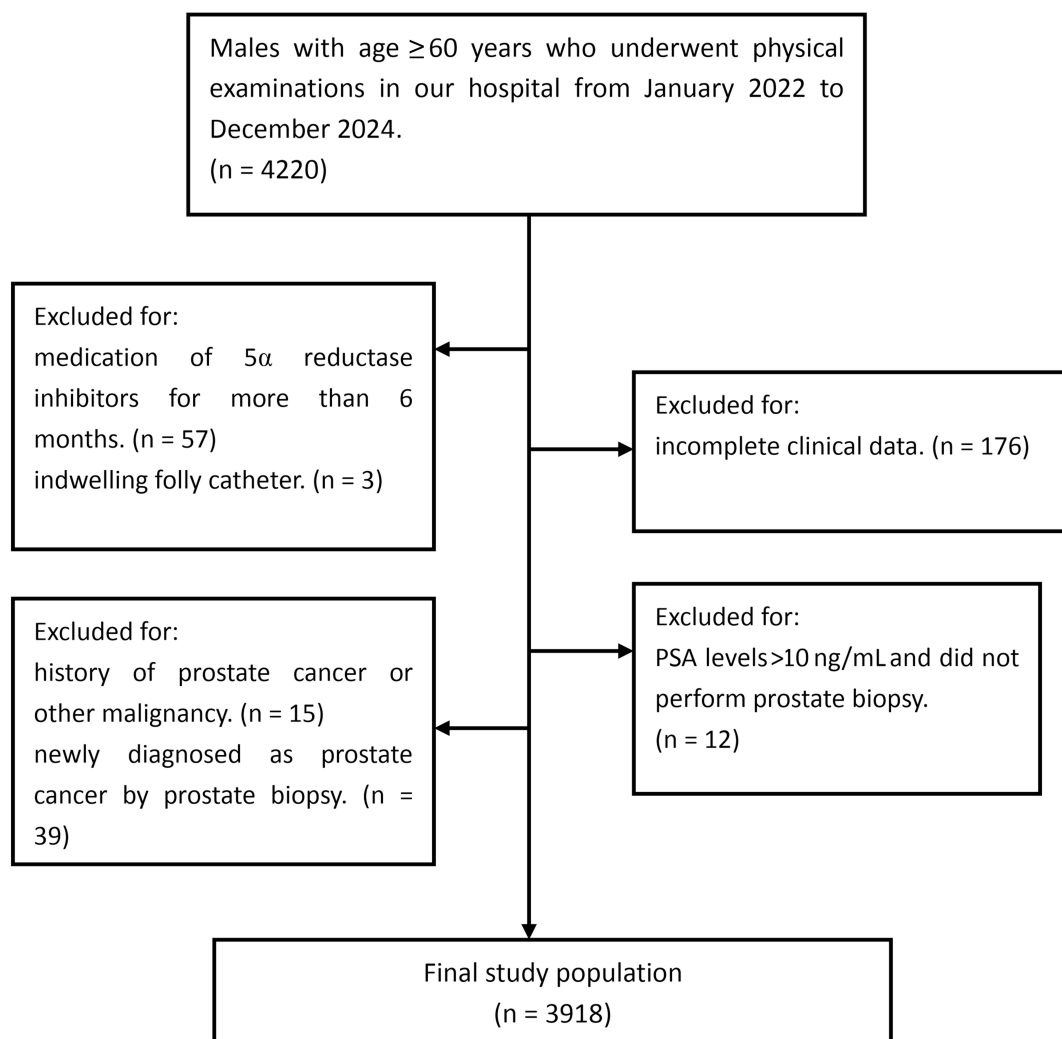 Males with age ≥60 years who underwent physical
examinations in our hospital from January 2022 to
December 2024.
(n = 4220)
Excluded for:
medication of 5α reductase
inhibitors for more than 6
months. (n = 57)
indwelling folly catheter. (n = 3)
Excluded for:
incomplete clinical data. (n = 176)
Excluded for:
history of prostate cancer or
other malignancy. (n = 15)
newly diagnosed as prostate
cancer by prostate biopsy. (n =
39)
Excluded for:
PSA levels>10 ng/mL and did not
perform prostate biopsy.
(n = 12)
Final study population
(n = 3918)